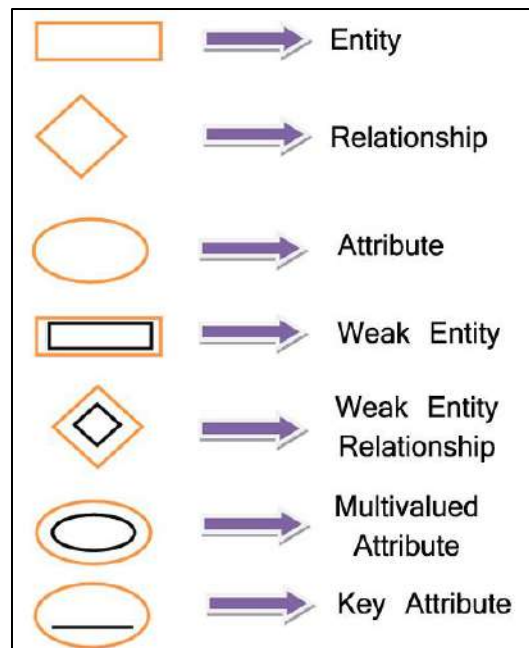 Entity
Relationship
Attribute
Weak Entity
Weak Entity
Relationship
Multivalued
Attribute
Key Attribute